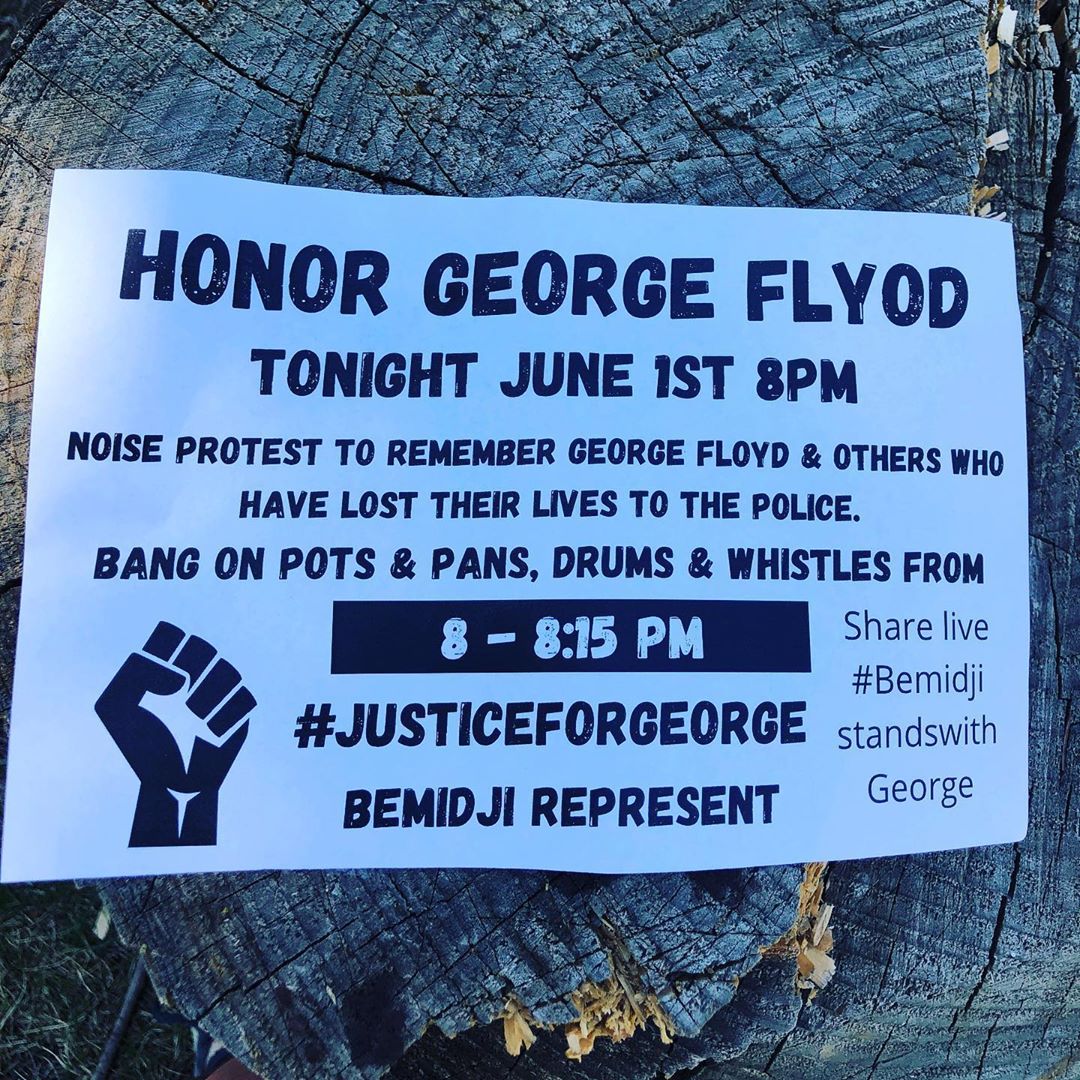 HONOR GEORGE FLYOD
TONIGHT JUNE 1ST 8PM
NOISE PROTEST TO REMEMBER GEORGE FLOYD & OTHERS WHO
HAVE LOST THEIR LIVES TO THE POLICE.
BANG ON POTS & PANS, DRUMS & WHISTLES FROM
8 – 8:15 PM
#JUSTICEFORGEORGE
BEMIDJI REPRESENT
Share live
#Bemidji
standswith
George